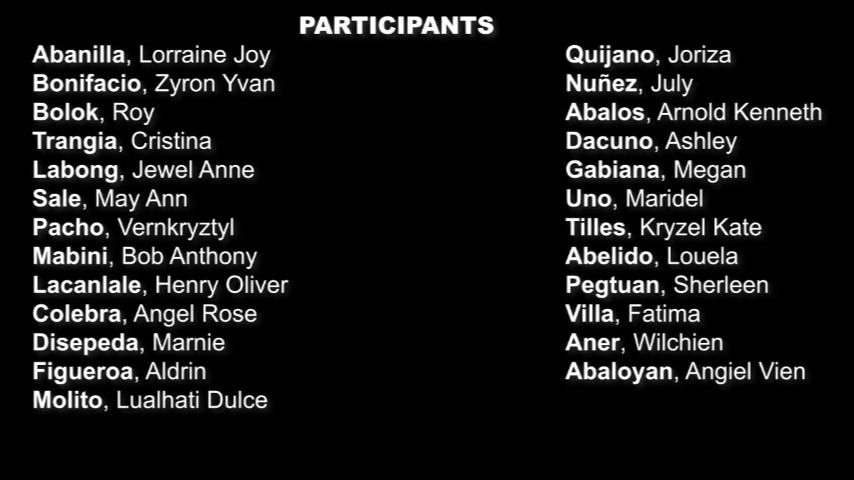 PARTICIPANTS
Abanilla, Lorraine Joy
Bonifacio, Zyron Yvan
Bolok, Roy
Trangia, Cristina
Labong, Jewel Anne
Sale, May Ann
Pacho, Vernkryztyl
Mabini, Bob Anthony
Lacanlale, Henry Oliver
Colebra, Angel Rose
Disepeda, Marnie
Figueroa, Aldrin
Molito, Lualhati Dulce
Quijano, Joriza
Nuñez, July
Abalos, Arnold Kenneth
Dacuno, Ashley
Gabiana, Megan
Uno, Maridel
Tilles, Kryzel Kate
Abelido, Louela
Pegtuan, Sherleen
Villa, Fatima
Aner, Wilchien
Abaloyan, Angiel Vien